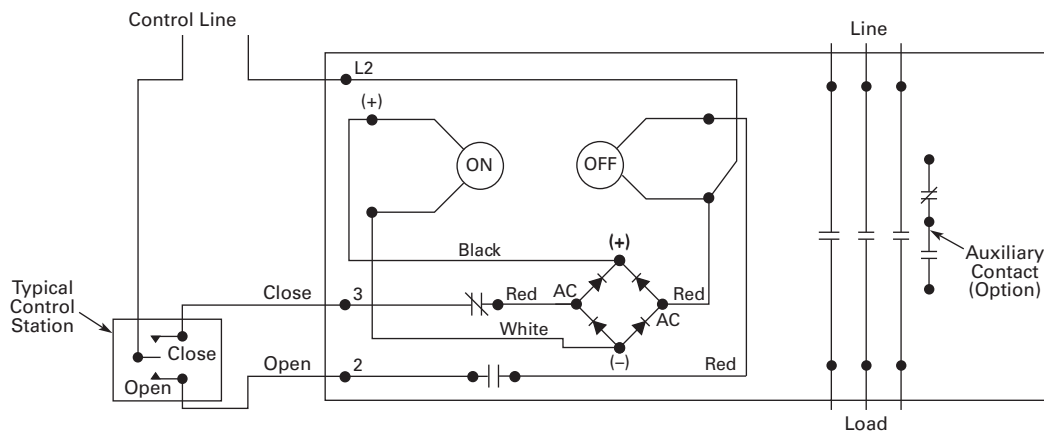 Control Line
Line
L2
(+)
ON
OFF
Black
(+)
Auxiliary
Contact
(Option)
Typical
Control
Station
Close
3
Red
AC
Red
AC
White
Close
(−)
Open
Open
2
Red
Load